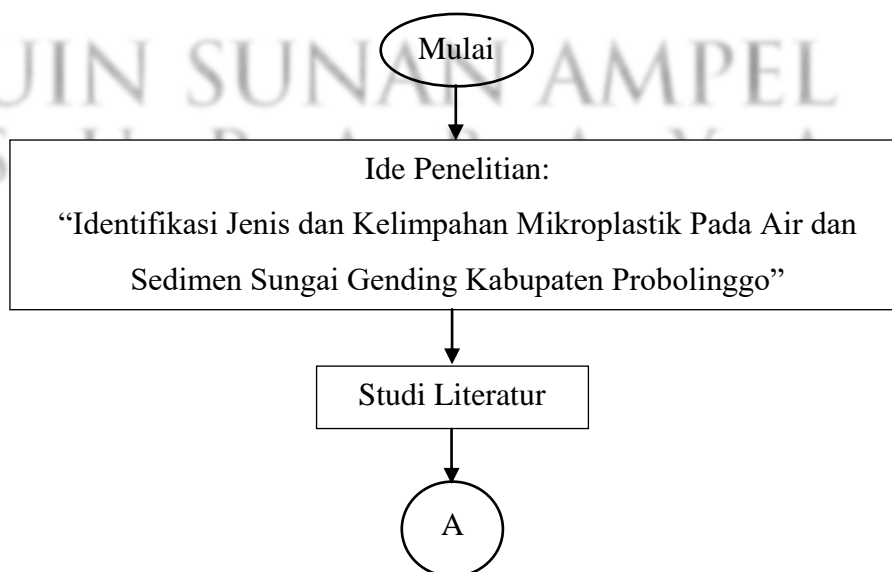 Mulai
UIN SUNAN AMPEL
Ide Penelitian:
“Identifikasi Jenis dan Kelimpahan Mikroplastik Pada Air dan
Sedimen Sungai Gending Kabupaten Probolinggo”
Studi Literatur
A